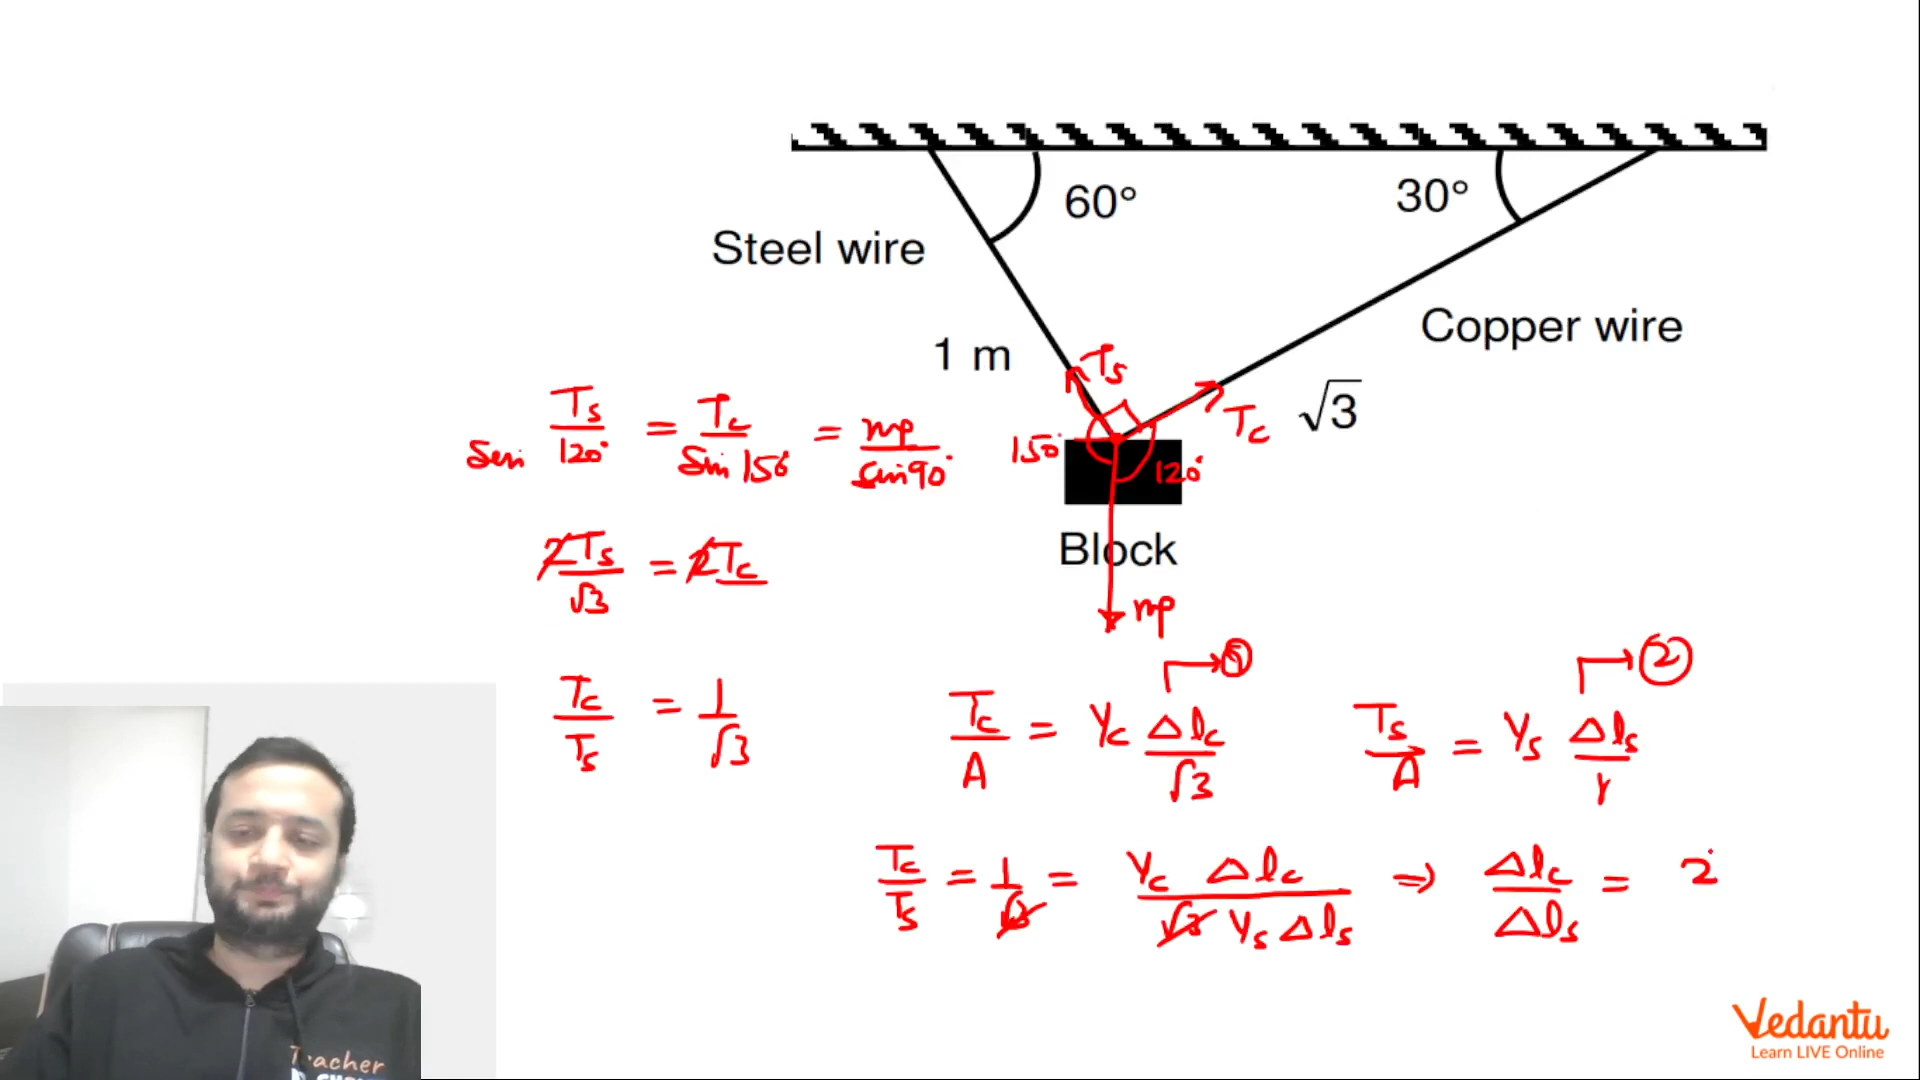 60°
30°
Steel wire
Copper wire
1 m
Ts
Tc
√3
Ts / sin 120° = Tc / sin 150 = mg / sin 90°
150°
120°
Block
2Ts / √3 = 2Tc
mg
Tc / Ts = 1 / √3
Tc / A = Yc Δlc / √3
Ts / A = Ys Δls / 1
2
Tc / Ts = 1 / √3 = Yc Δlc / √3 Ys Δls ⇒ Δlc / Δls = 2
Teacher
Vedantu
Learn LIVE Online